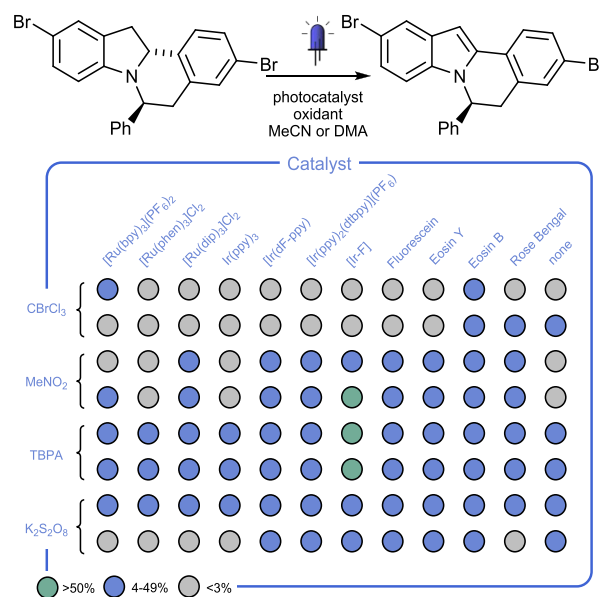 Br
Br
N
Ph
photocatalyst
oxidant
MeCN or DMA
Br
B
N
Ph
Catalyst
[Ru(bpy)₃](PF₆)₂
[Ru(phen)₃]Cl₂
[Ru(dip)₃]Cl₂
Ir(ppy)₃
[Ir(dF-ppy)
[Ir(ppy)₂(dtbpy)](PF₆)
[Ir-F]
Fluorescein
Eosin Y
Eosin B
Rose Bengal
none
CBrCl₃
MeNO₂
TBPA
K₂S₂O₈
>50% 4-49% <3%